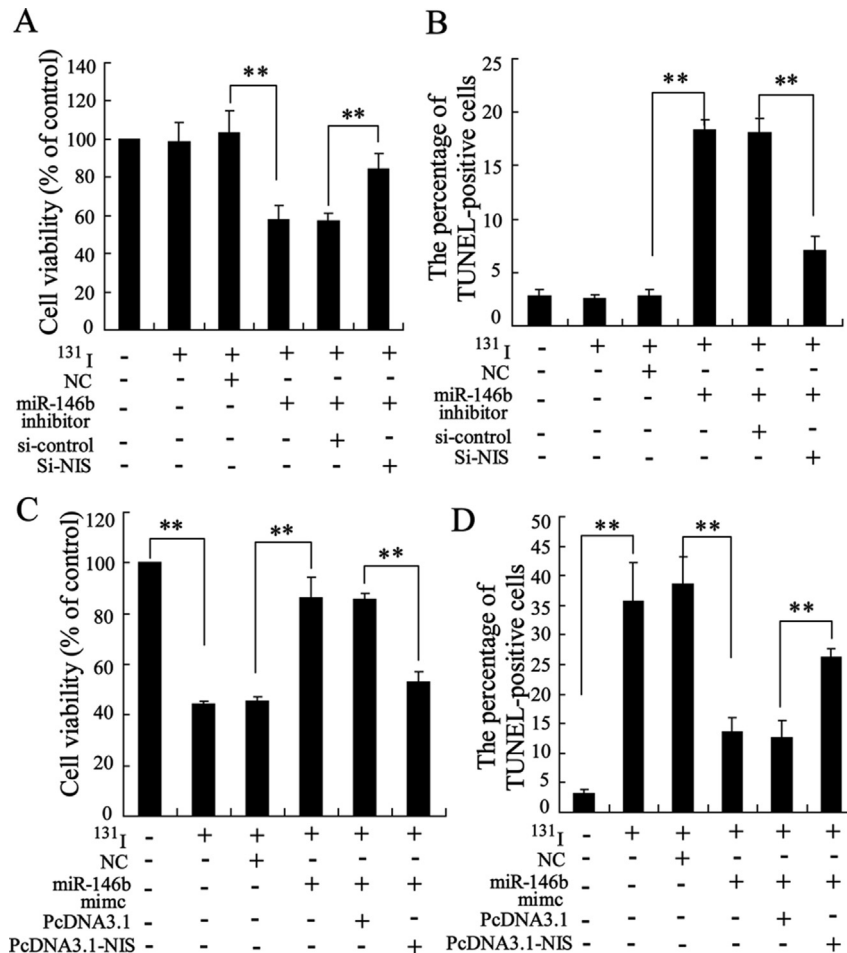 A
Cell viability (% of control)
140
120
100
80
60
40
20
0
**
**
131 I - + + + + +
NC - - + - - -
miR-146b - - - + + +
inhibitor
si-control - - - - + -
Si-NIS - - - - - +
B
The percentage of
TUNEL-positive cells
25
20
15
10
5
0
**
**
131 I - + + + + +
NC - - + - - -
miR-146b - - - + + +
inhibitor
si-control - - - - + -
Si-NIS - - - - - +
C
Cell viability (% of control)
120
100
80
60
40
20
0
**
**
**
131 I - + + + + +
NC - - + - - -
miR-146b - - - + + +
mimc
PcDNA3.1 - - - - + -
PcDNA3.1-NIS - - - - - +
D
The percentage of
TUNEL-positive cells
50
45
40
35
30
25
20
15
10
5
0
**
**
**
131 I - + + + + +
NC - - + - - -
miR-146b - - - + + +
mimc
PcDNA3.1 - - - - + -
PcDNA3.1-NIS - - - - - +